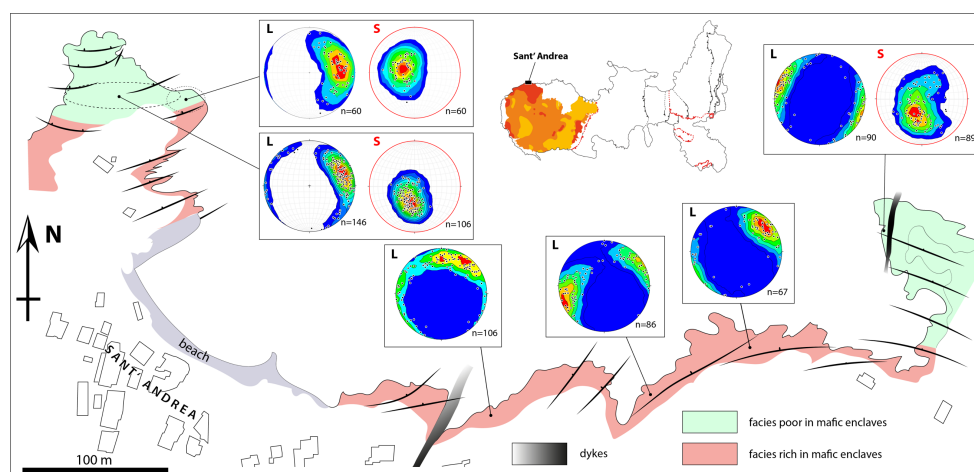 L
S
n=60
n=60
L
S
n=146
n=106
Sant' Andrea
L
S
n=90
n=89
L
n=67
L
n=86
L
n=106
N
beach
SANT' ANDREA
100 m
dykes
facies poor in mafic enclaves
facies rich in mafic enclaves